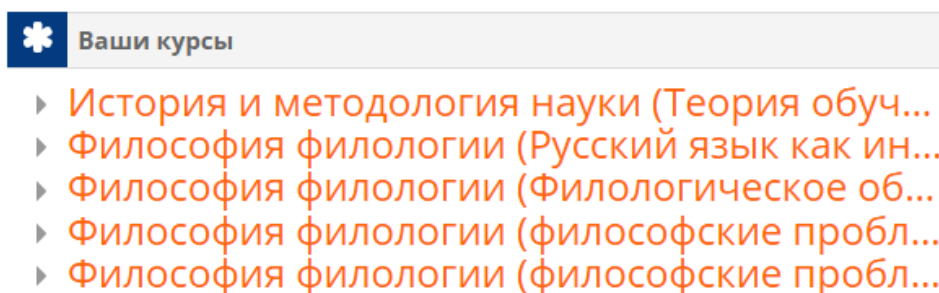 Ваши курсы
История и методология науки (Теория обуч...
Философия филологии (Русский язык как ин...
Философия филологии (Филологическое об...
Философия филологии (философские пробл...
Философия филологии (философские пробл...